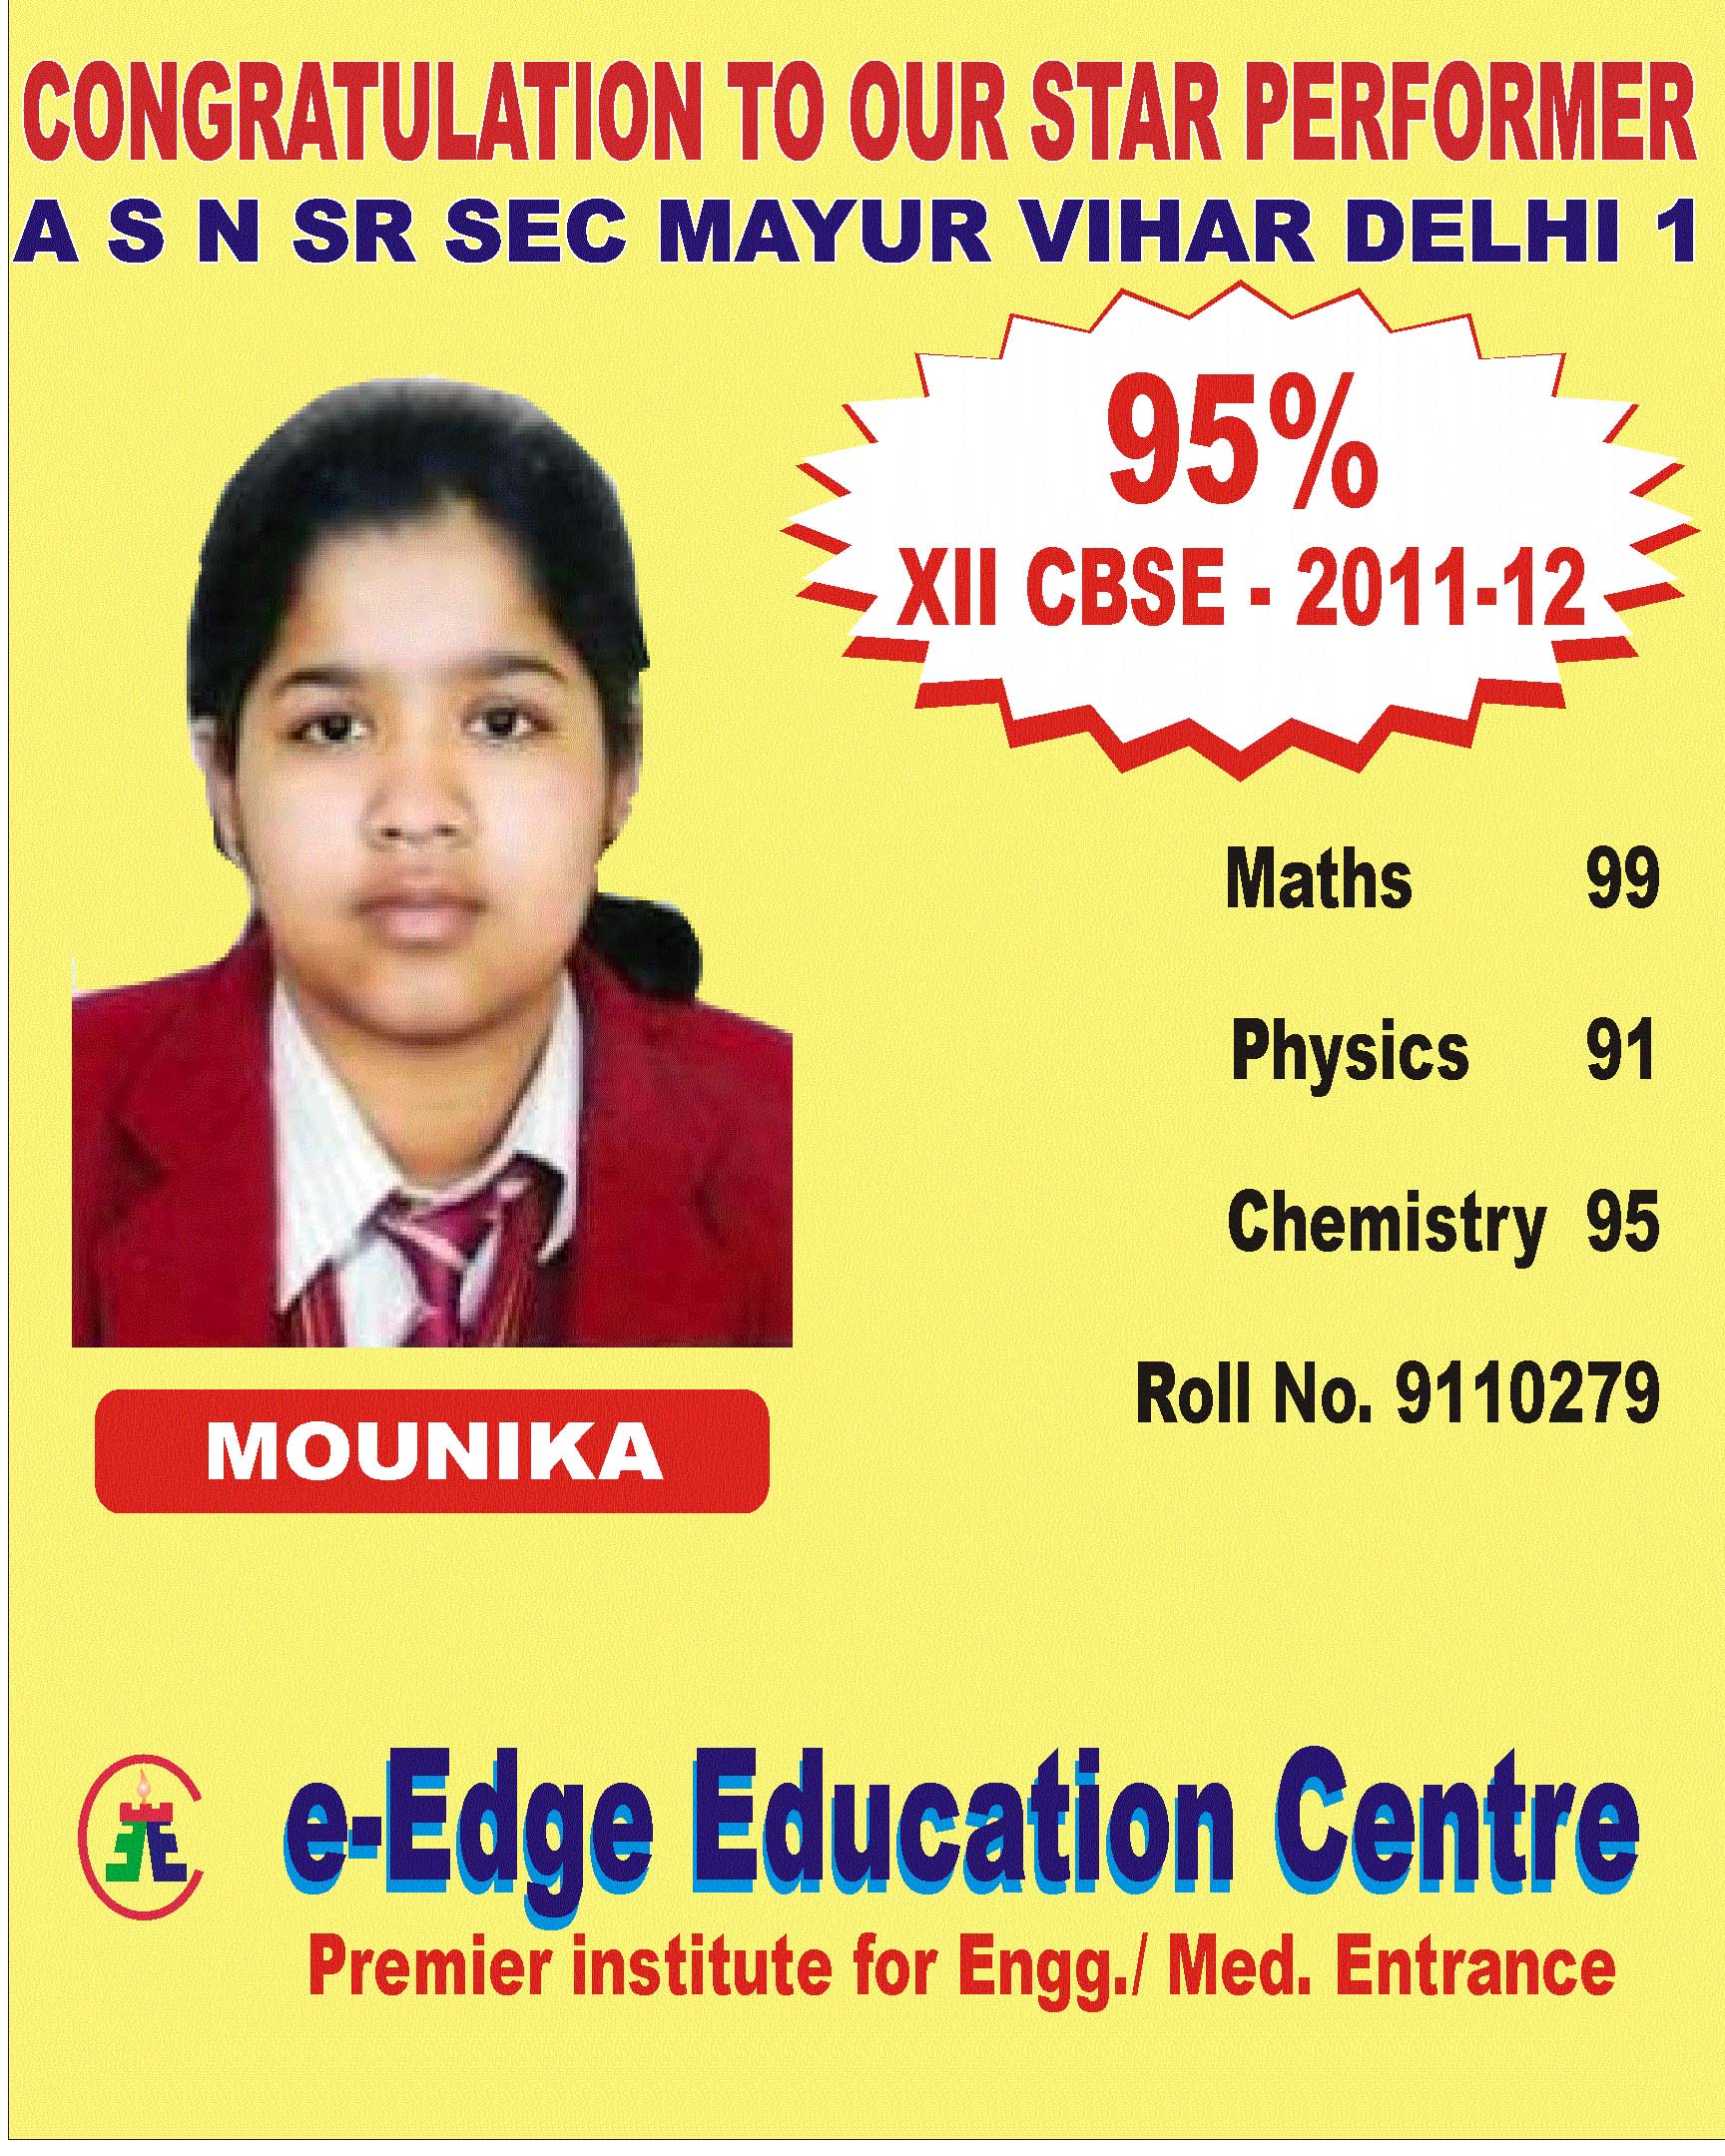 CONGRATULATION TO OUR STAR PERFORMER
A S N SR SEC MAYUR VIHAR DELHI 1
95%
XII CBSE - 2011-12
Maths 99
Physics 91
Chemistry 95
Roll No. 9110279
MOUNIKA
e-Edge Education Centre
Premier institute for Engg./ Med. Entrance